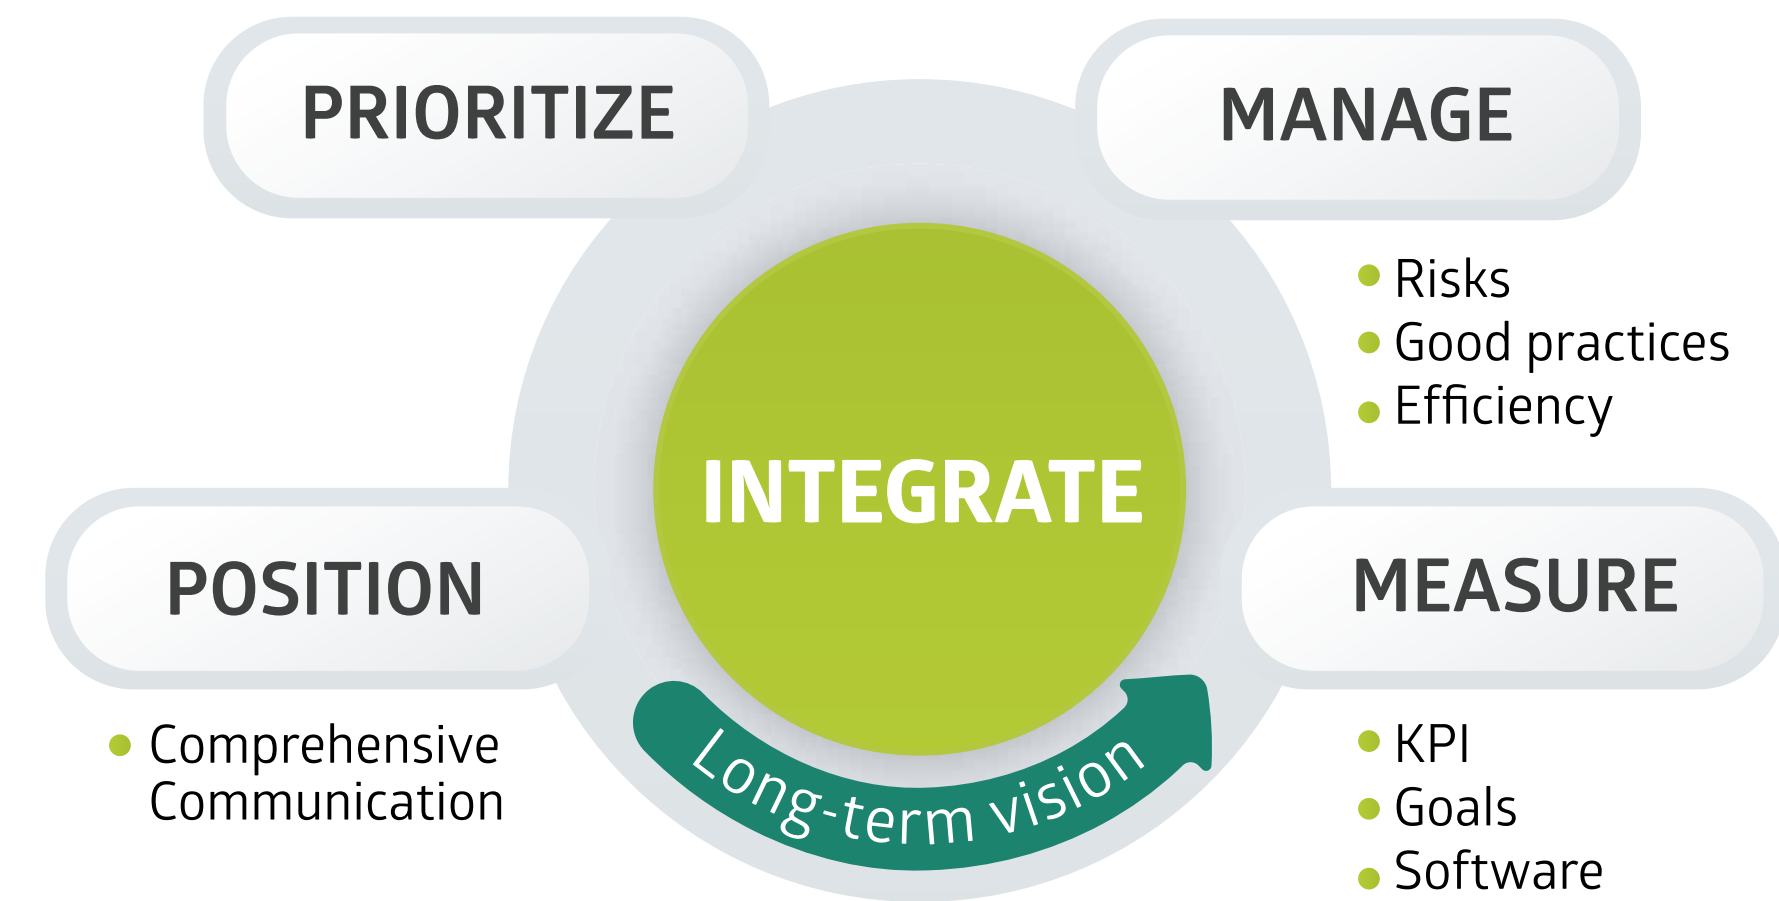 PRIORITIZE
MANAGE
Risks
Good practices
Efficiency
INTEGRATE
POSITION
Comprehensive
Communication
MEASURE
KPI
Goals
Software
Long-term vision